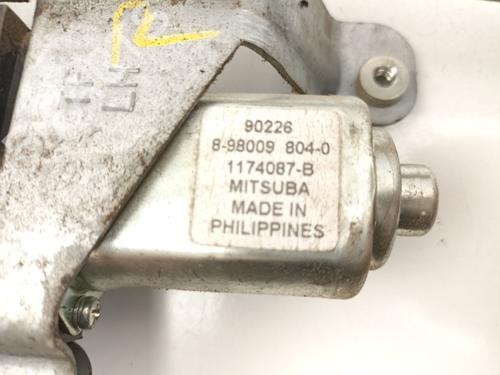 90226
8-98009 804-0
1174087-B
MITSUBA
MADE IN
PHILIPPINES